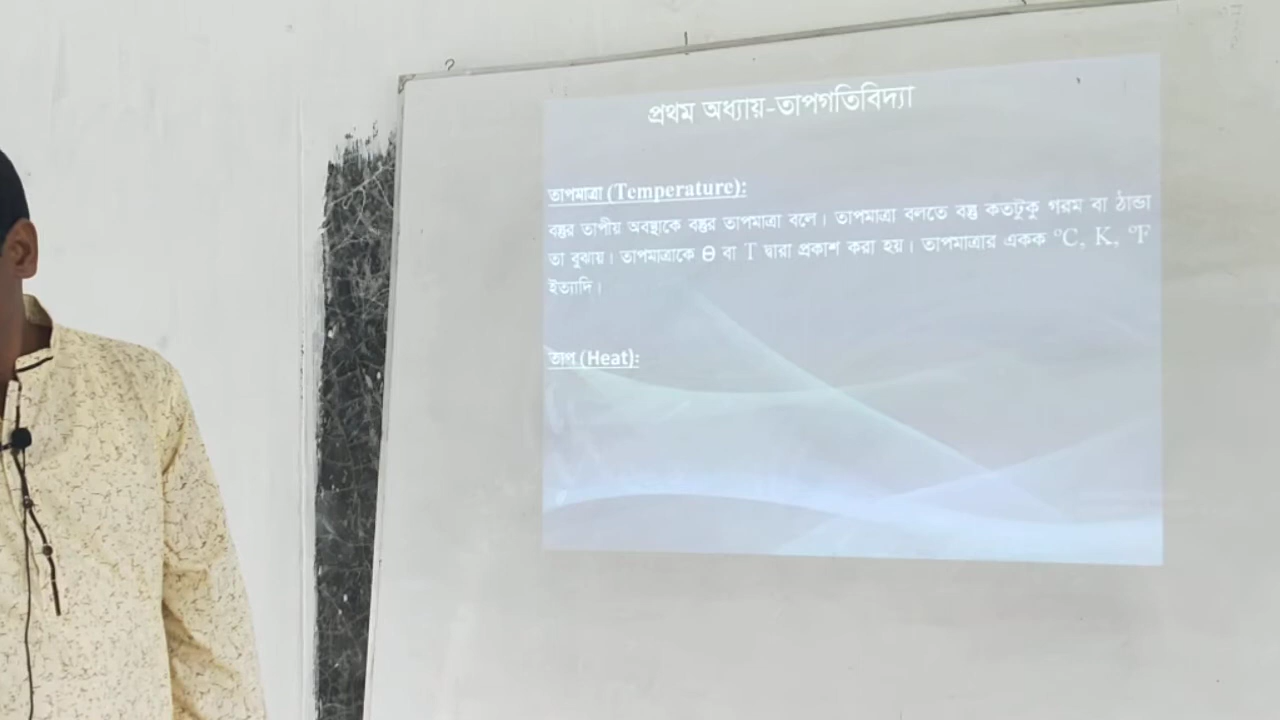 প্রথম অধ্যায়-তাপগতিবিদ্যা
তাপমাত্রা (Temperature):
বস্তুর তাপীয় অবস্থাকে বস্তুর তাপমাত্রা বলে। তাপমাত্রা বলতে বস্তু কতটুকু গরম বা ঠান্ডা
তা বুঝায়। তাপমাত্রাকে Ɵ বা T দ্বারা প্রকাশ করা হয়। তাপমাত্রার একক °C, K, °F
ইত্যাদি।
তাপ (Heat):